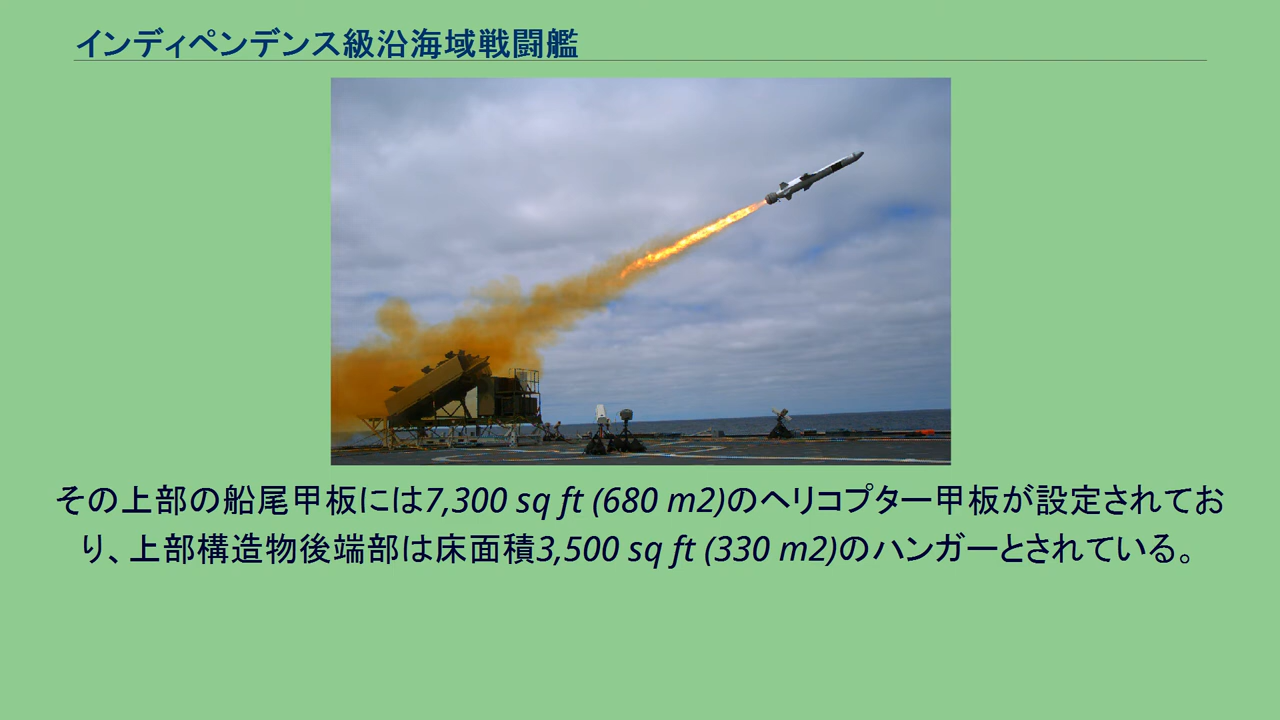 インディペンデンス級沿海域戦闘艦
その上部の船尾甲板には7,300 sq ft (680 m2)のヘリコプター甲板が設定されてお
り、上部構造物後端部は床面積3,500 sq ft (330 m2)のハンガーとされている。